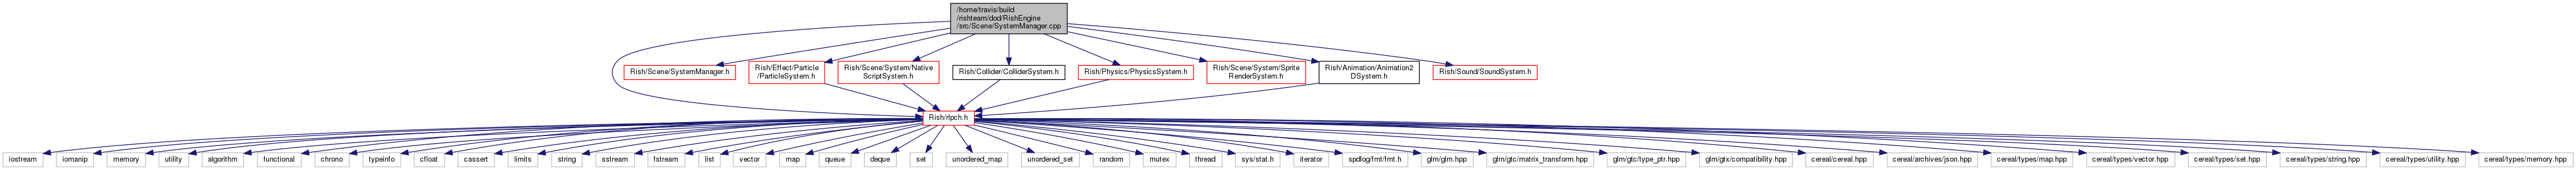 /home/travis/build
/rishteam/dod/RishEngine
/src/Scene/SystemManager.cpp
Rish/Scene/SystemManager.h
Rish/Effect/Particle
/ParticleSystem.h
Rish/Scene/System/Native
ScriptSystem.h
Rish/Collider/ColliderSystem.h
Rish/Physics/PhysicsSystem.h
Rish/Scene/System/Sprite
RenderSystem.h
Rish/Animation/Animation2
DSystem.h
Rish/Sound/SoundSystem.h
Rish/rlpch.h
iostream
iomanip
memory
utility
algorithm
functional
chrono
typeinfo
cfloat
cassert
limits
string
sstream
fstream
list
vector
map
queue
deque
set
unordered_map
unordered_set
random
mutex
thread
sys/stat.h
iterator
spdlog/fmt/fmt.h
glm/glm.hpp
glm/gtc/matrix_transform.hpp
glm/gtc/type_ptr.hpp
glm/gtx/compatibility.hpp
cereal/cereal.hpp
cereal/archives/json.hpp
cereal/types/map.hpp
cereal/types/vector.hpp
cereal/types/set.hpp
cereal/types/string.hpp
cereal/types/utility.hpp
cereal/types/memory.hpp